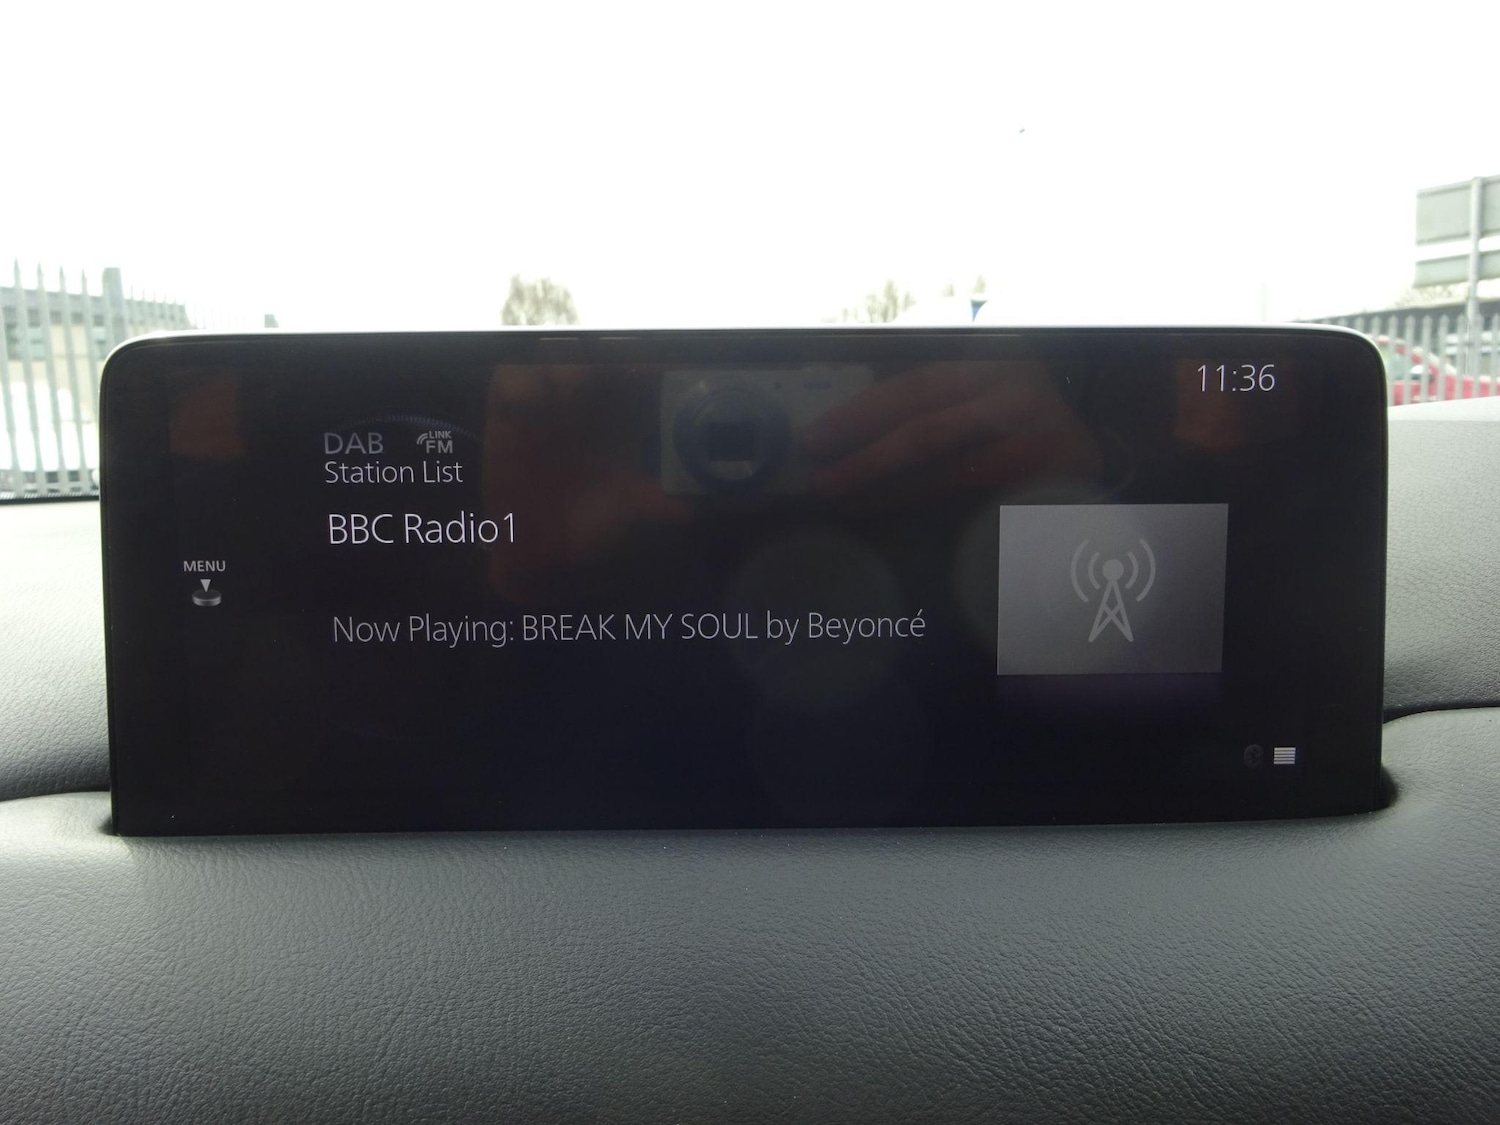 11:36
DAB LINK FM
Station List
BBC Radio1
MENU
Now Playing: BREAK MY SOUL by Beyoncé